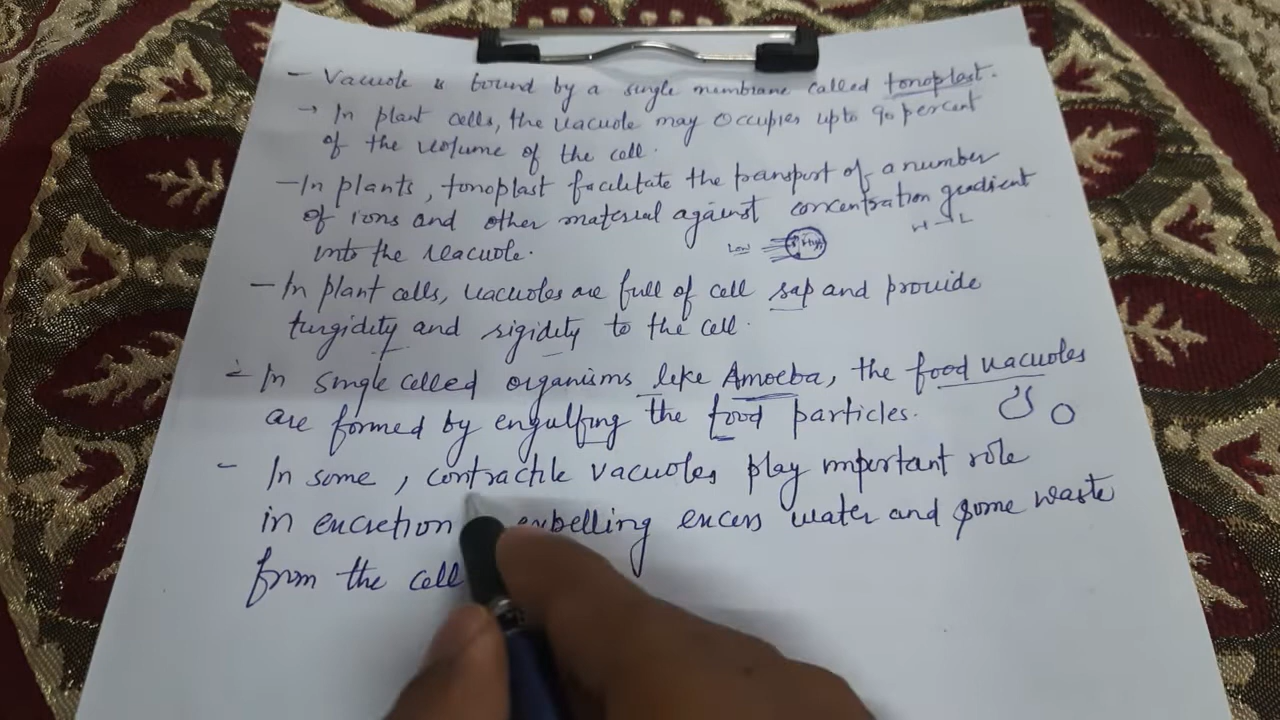 - Vacuole is bound by a single membrane called tonoplast.
→ In plant cells, the vacuole may occupies upto 90 percent
of the volume of the cell.
- In plants, tonoplast facilitate the transport of a number
of ions and other material against concentration gradient
H → L
into the vacuole.
Low High
- In plant cells, vacuoles are full of cell sap and provide
turgidity and rigidity to the cell.
- In single celled organisms like Amoeba, the food vacuoles
are formed by engulfing the food particles.
- In some, contractile vacuoles play important role
in excretion expelling excess water and some waste
from the cell